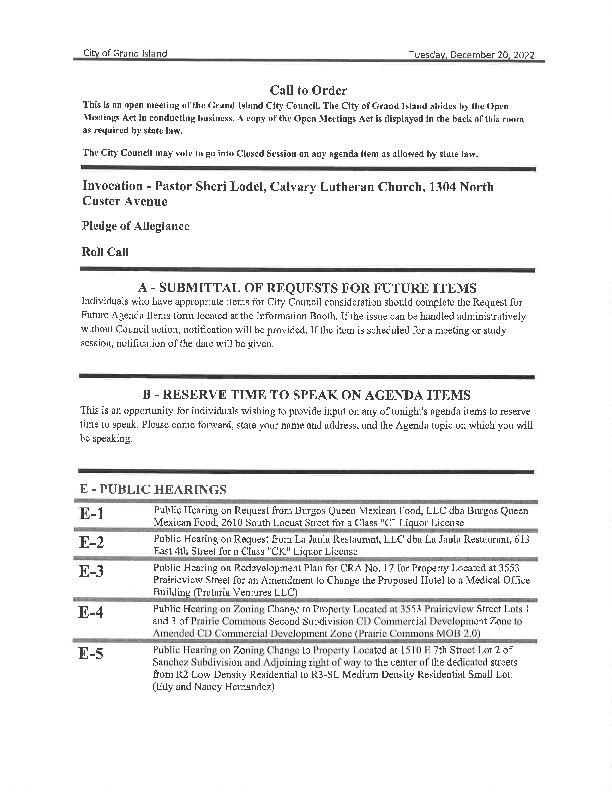 City of Grand Island Tuesday, December 20, 2022
Call to Order
This is an open meeting of the Grand Island City Council. The City of Grand Island abides by the Open
Meetings Act in conducting business. A copy of the Open Meetings Act is displayed in the back of this room
as required by state law.
The City Council may vote to go into Closed Session on any agenda item as allowed by state law.
Invocation - Pastor Sheri Lodel, Calvary Lutheran Church, 1304 North
Custer Avenue
Pledge of Allegiance
Roll Call
A - SUBMITTAL OF REQUESTS FOR FUTURE ITEMS
Individuals who have appropriate items for City Council consideration should complete the Request for
Future Agenda Items form located at the Information Booth. If the issue can be handled administratively
without Council action, notification will be provided. If the item is scheduled for a meeting or study
session, notification of the date will be given.
B - RESERVE TIME TO SPEAK ON AGENDA ITEMS
This is an opportunity for individuals wishing to provide input on any of tonight's agenda items to reserve
time to speak. Please come forward, state your name and address, and the Agenda topic on which you will
be speaking.
E - PUBLIC HEARINGS
E-1 Public Hearing on Request from Burgos Queen Mexican Food, LLC dba Burgos Queen
Mexican Food, 2610 South Locust Street for a Class "C" Liquor License
E-2 Public Hearing on Request from La Jaula Restaurant, LLC dba La Jaula Restaurant, 613
East 4th Street for a Class "CK" Liquor License
E-3 Public Hearing on Redevelopment Plan for CRA No. 17 for Property Located at 3553
Prairieview Street for an Amendment to Change the Proposed Hotel to a Medical Office
Building (Prataria Ventures LLC)
E-4 Public Hearing on Zoning Change to Property Located at 3553 Prairieview Street Lots 1
and 3 of Prairie Commons Second Subdivision CD Commercial Development Zone to
Amended CD Commercial Development Zone (Prairie Commons MOB 2.0)
E-5 Public Hearing on Zoning Change to Property Located at 1510 E 7th Street Lot 2 of
Sanchez Subdivision and Adjoining right of way to the center of the dedicated streets
from R2 Low Density Residential to R3-SL Medium Density Residential Small Lot.
(Edy and Nancy Hernandez)